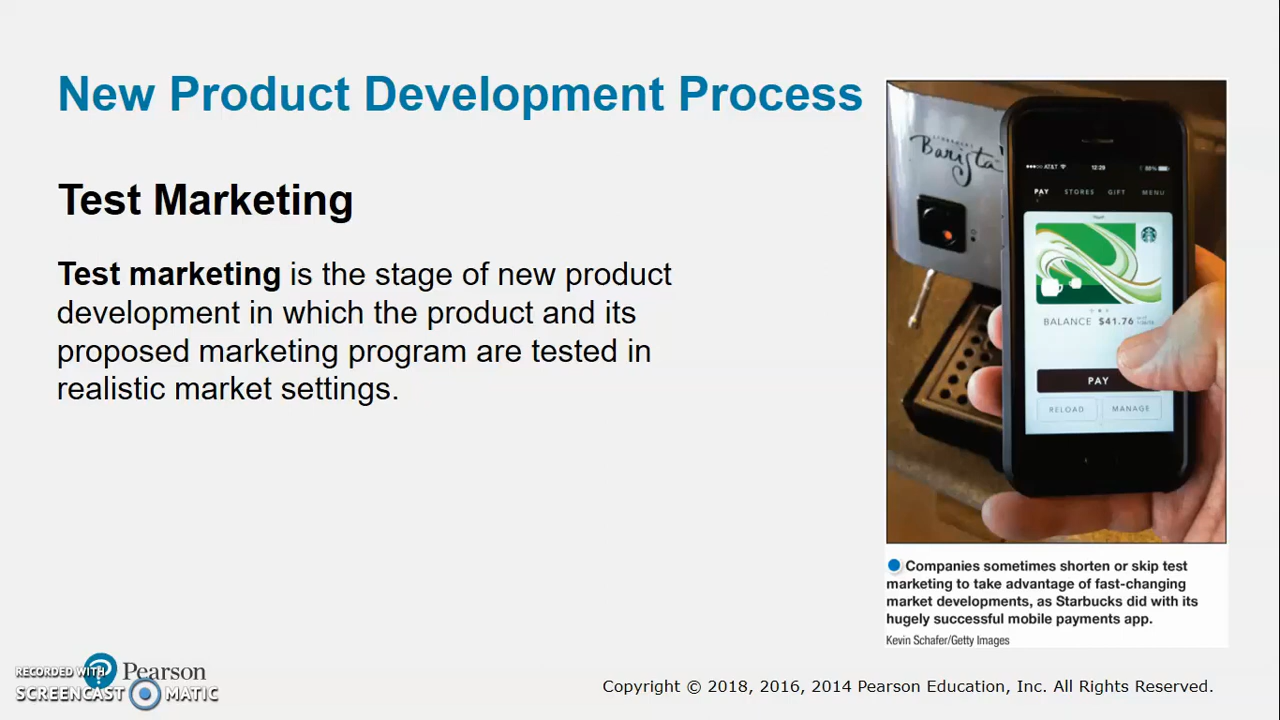 New Product Development Process
Test Marketing
Test marketing is the stage of new product
development in which the product and its
proposed marketing program are tested in
realistic market settings.
Barista
AT&T 12:29 88%
PAY STORES GIFT MENU
BALANCE $41.76
PAY
RELOAD MANAGE
Companies sometimes shorten or skip test
marketing to take advantage of fast-changing
market developments, as Starbucks did with its
hugely successful mobile payments app.
Kevin Schafer/Getty Images
Pearson
RECORDED WITH
SCREENCAST MATIC
Copyright © 2018, 2016, 2014 Pearson Education, Inc. All Rights Reserved.